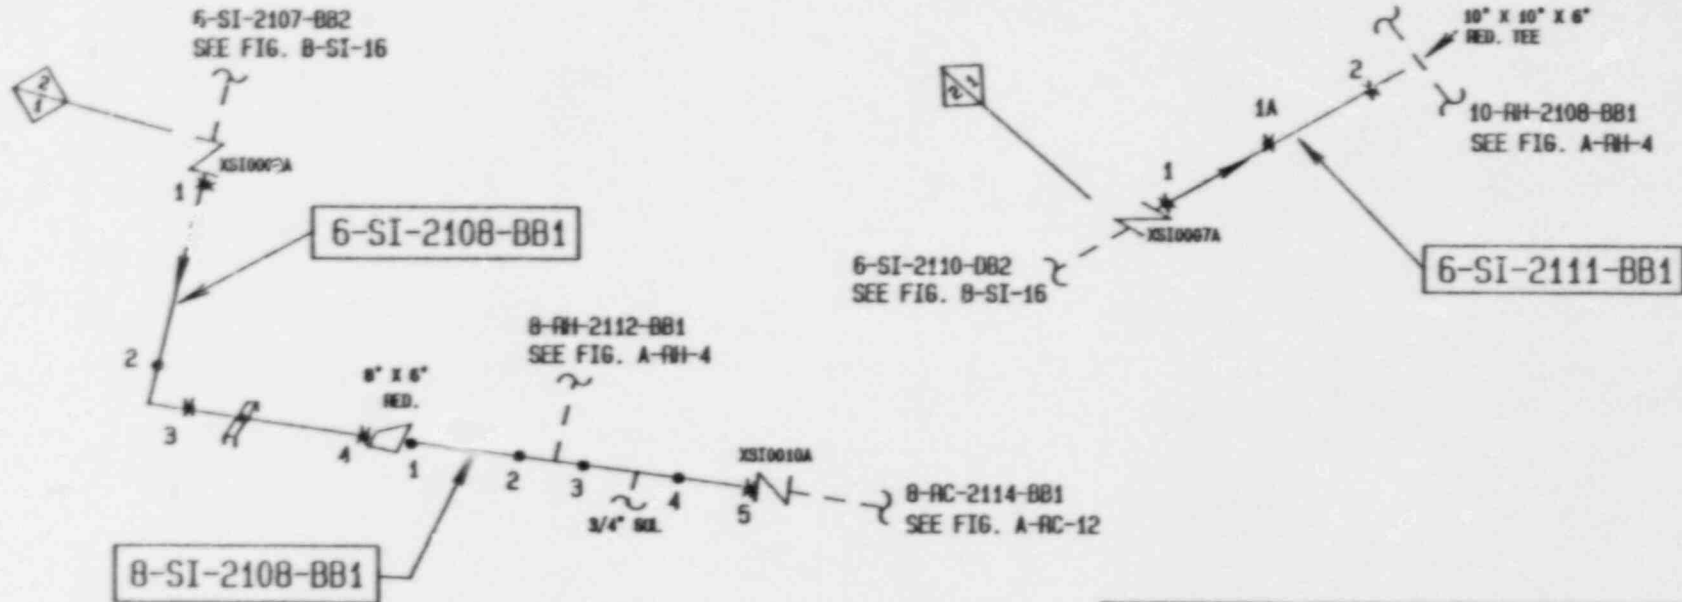 6-SI-2107-BB2
SEE FIG. B-SI-16
2
1
1
6-SI-2108-BB1
2
3
8" X 6"
RED.
4
8-RH-2112-BB1
SEE FIG. A-RH-4
1
2
3
3/4" SOL
4
XSI0010A
5
8-RC-2114-BB1
SEE FIG. A-RC-12
8-SI-2108-BB1
10" X 10" X 6"
RED. TEE
2
1
2
1A
10-RH-2108-BB1
SEE FIG. A-RH-4
1
XSI0007A
6-SI-2110-DB2
SEE FIG. B-SI-16
6-SI-2111-BB1